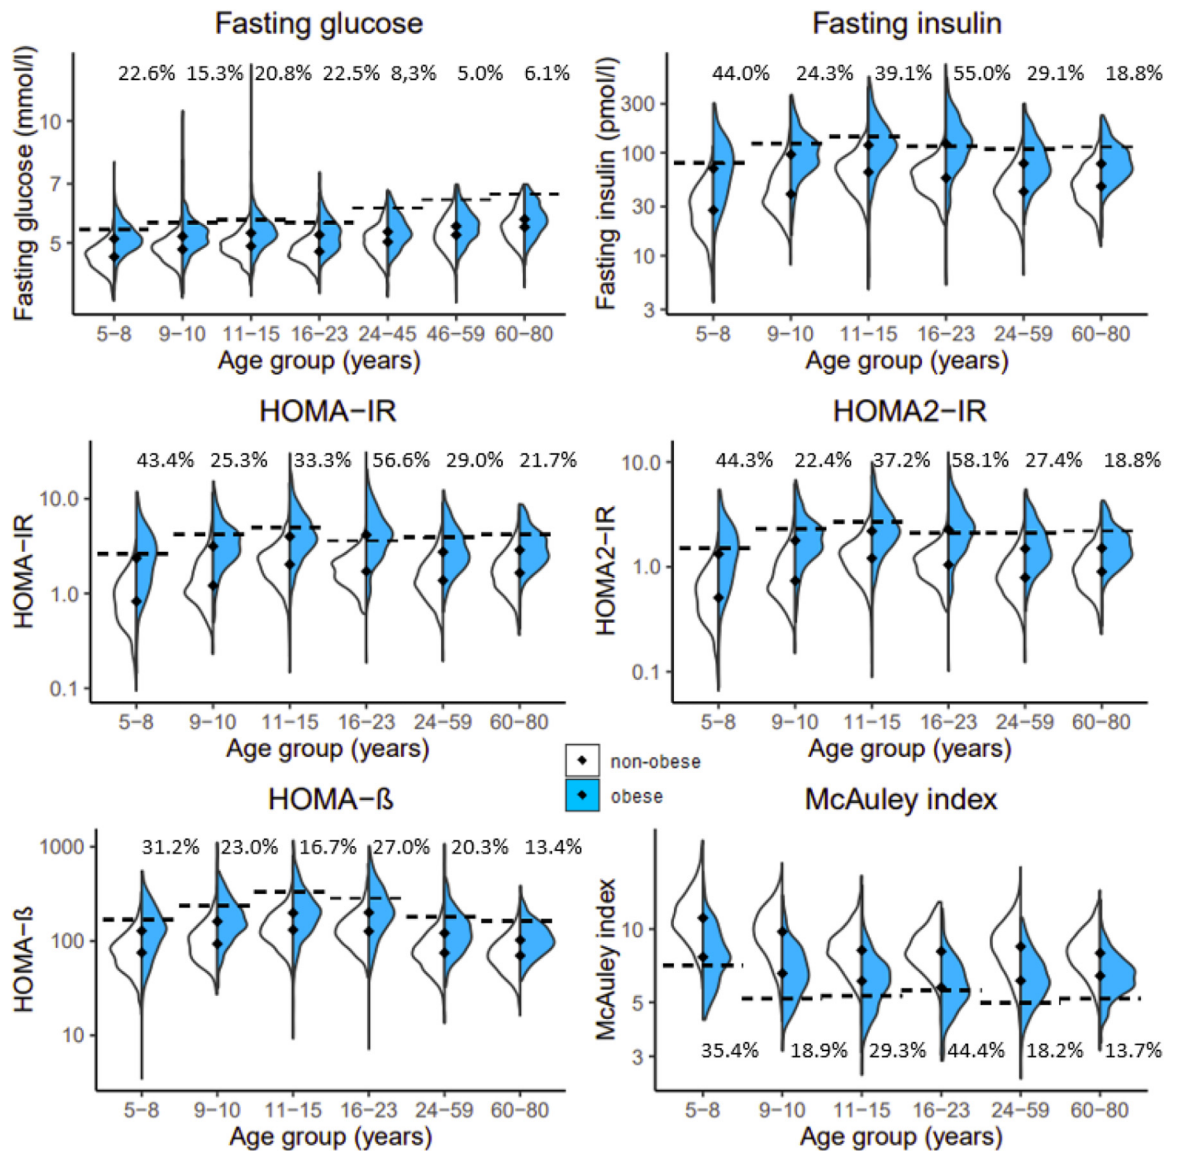 Fasting glucose
Fasting glucose (mmol/l)
22.6% 15.3% 20.8% 22.5% 8,3% 5.0% 6.1%
10
7
5
5−8 9−10 11−15 16−23 24−45 46−59 60−80
Age group (years)
Fasting insulin
Fasting insulin (pmol/l)
44.0% 24.3% 39.1% 55.0% 29.1% 18.8%
300
100
30
10
3
5−8 9−10 11−15 16−23 24−59 60−80
Age group (years)
HOMA−IR
HOMA−IR
43.4% 25.3% 33.3% 56.6% 29.0% 21.7%
10.0
1.0
0.1
5−8 9−10 11−15 16−23 24−59 60−80
Age group (years)
HOMA2−IR
HOMA2−IR
44.3% 22.4% 37.2% 58.1% 27.4% 18.8%
10.0
1.0
0.1
5−8 9−10 11−15 16−23 24−59 60−80
Age group (years)
non-obese
obese
HOMA−ß
HOMA−ß
31.2% 23.0% 16.7% 27.0% 20.3% 13.4%
1000
100
10
5−8 9−10 11−15 16−23 24−59 60−80
Age group (years)
McAuley index
McAuley index
10
5
3
35.4% 18.9% 29.3% 44.4% 18.2% 13.7%
5−8 9−10 11−15 16−23 24−59 60−80
Age group (years)